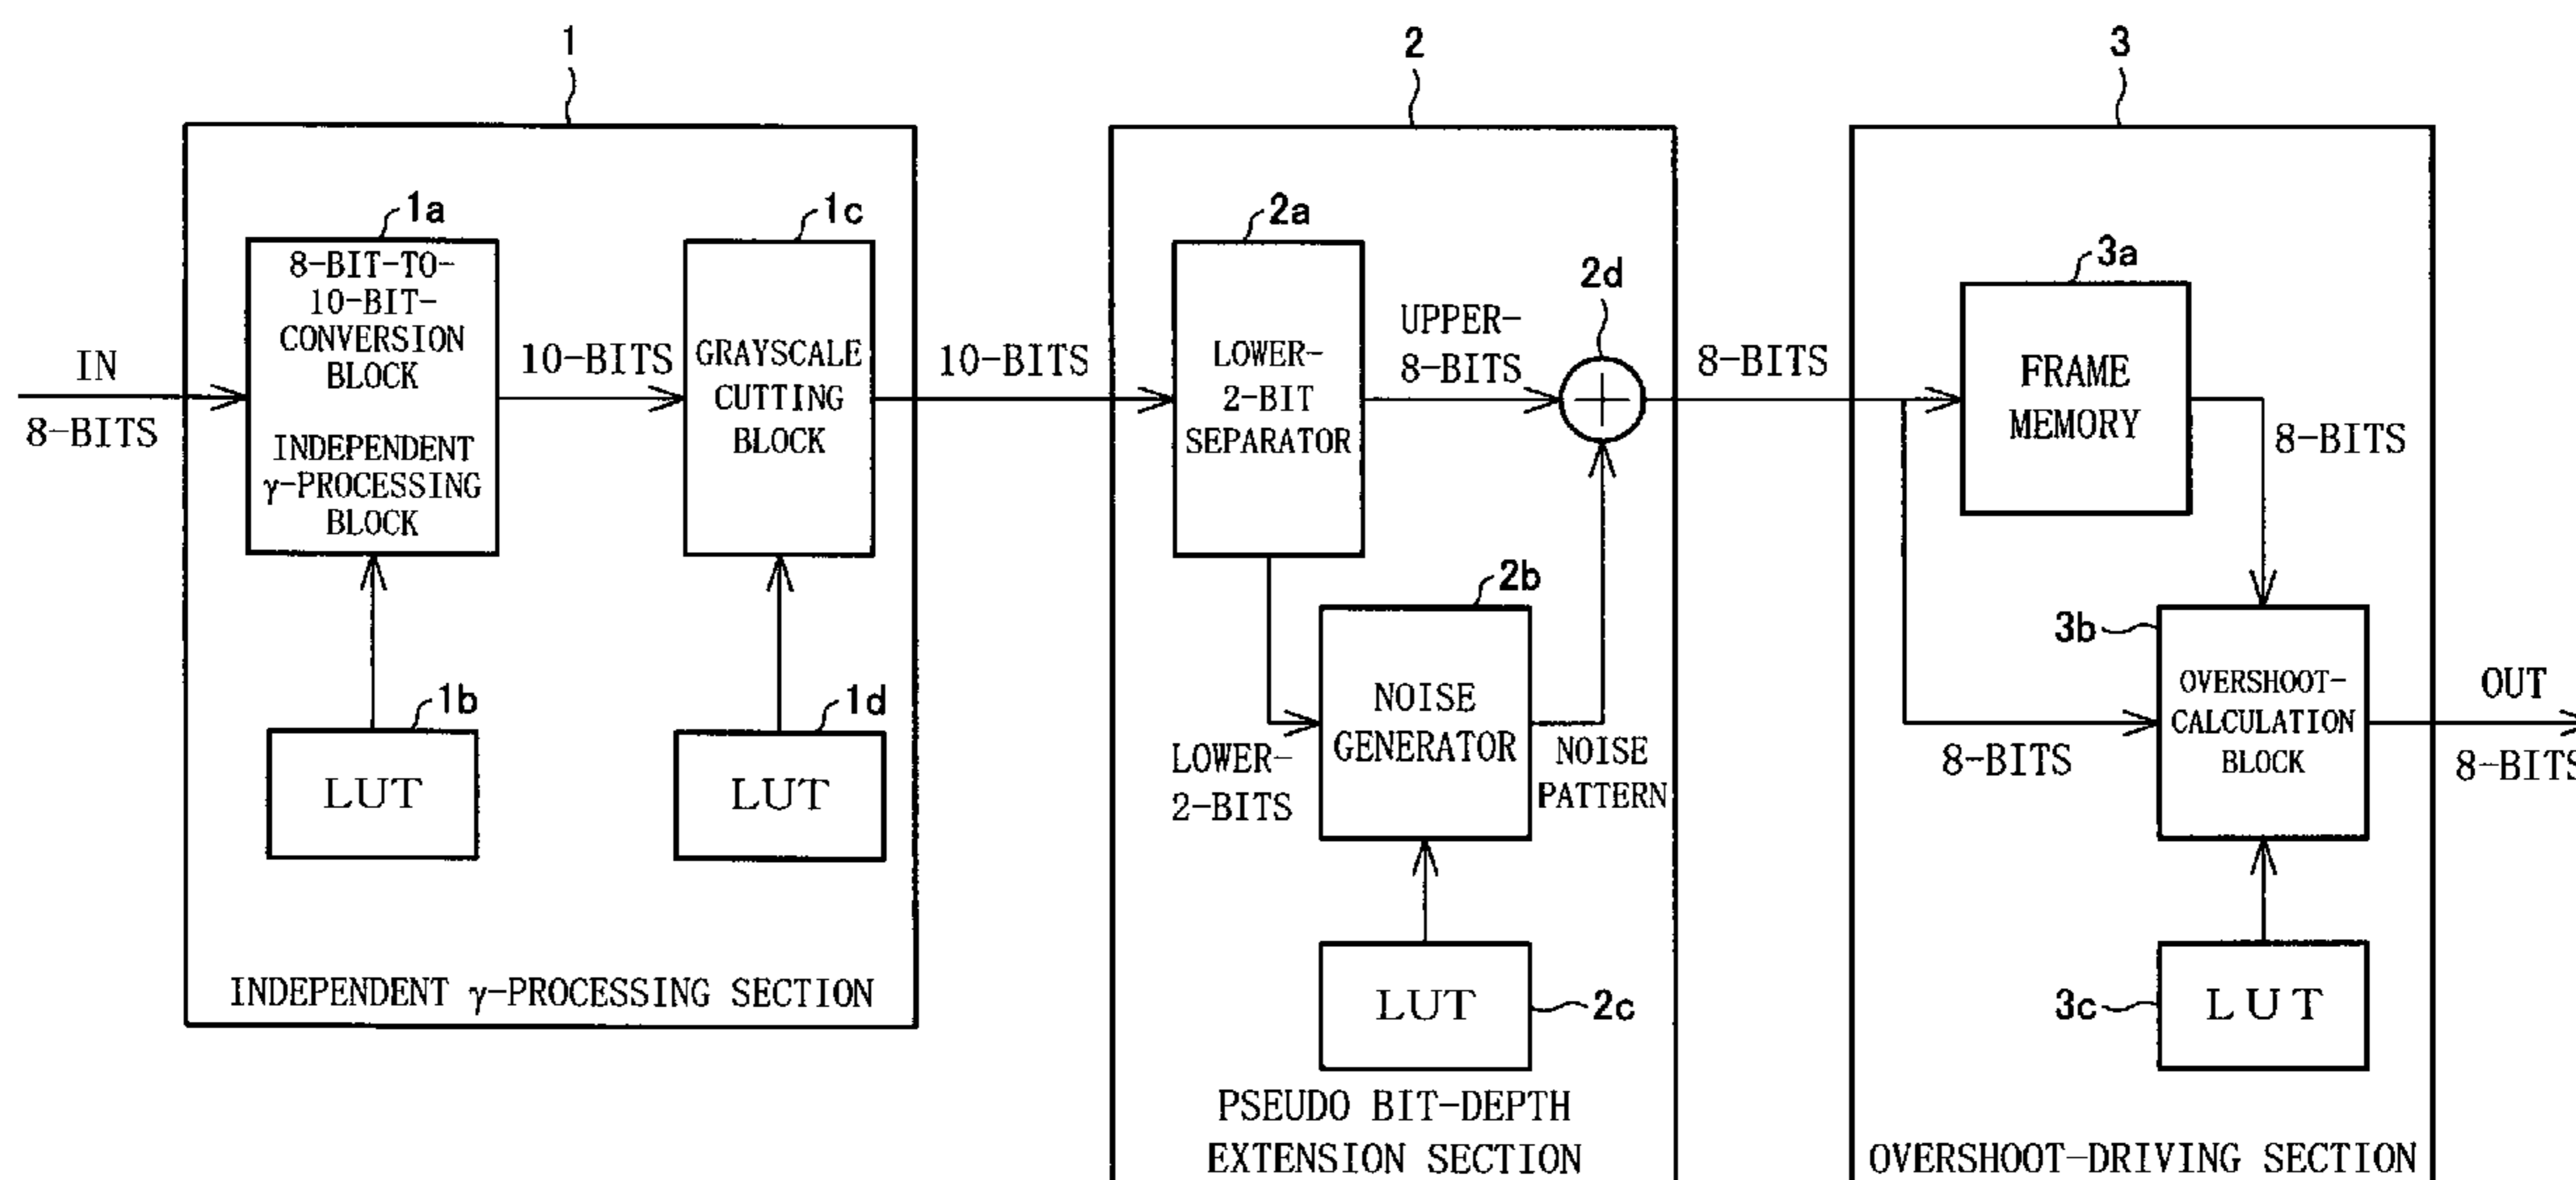 1
2
3
1a
1c
2a
2d
3a
8-BIT-TO-
10-BIT-
CONVERSION
BLOCK
INDEPENDENT
γ-PROCESSING
BLOCK
IN
8-BITS
10-BITS
GRAYSCALE
CUTTING
BLOCK
10-BITS
LOWER-
2-BIT
SEPARATOR
UPPER-
8-BITS
8-BITS
FRAME
MEMORY
8-BITS
1b
LUT
1d
LUT
2b
NOISE
GENERATOR
LOWER-
2-BITS
NOISE
PATTERN
3b
OVERSHOOT-
CALCULATION
BLOCK
8-BITS
OUT
8-BITS
LUT
2c
3c
LUT
INDEPENDENT γ-PROCESSING SECTION
PSEUDO BIT-DEPTH
EXTENSION SECTION
OVERSHOOT-DRIVING SECTION